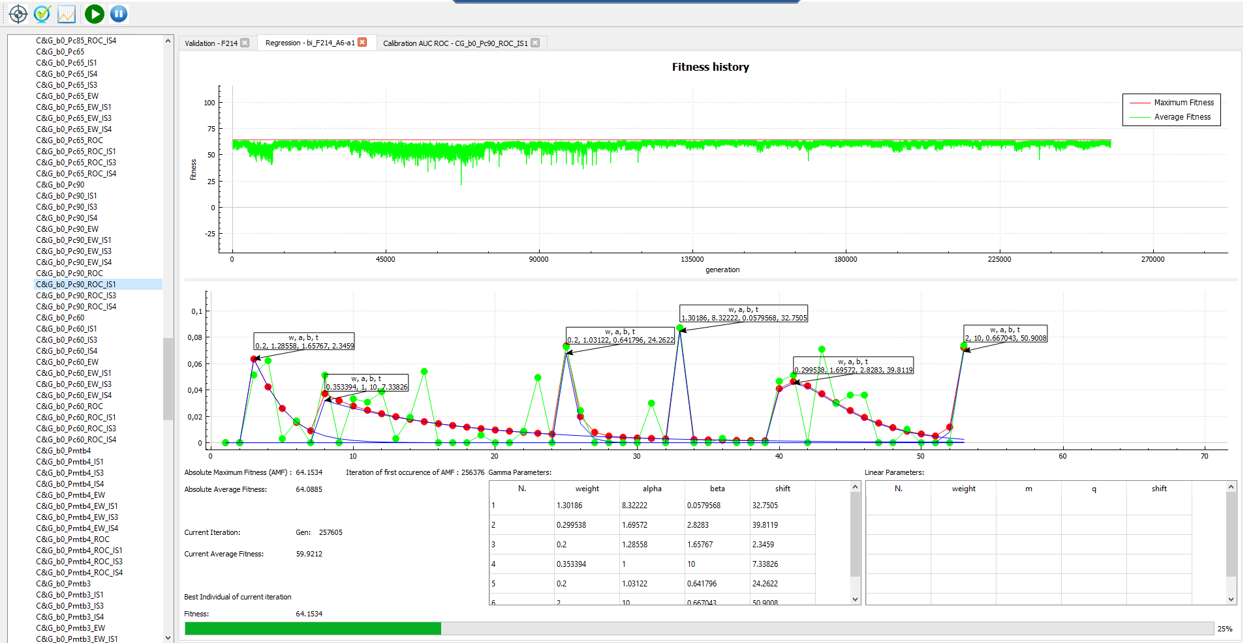 C&G_b0_Pc85_ROC_IS4
C&G_b0_Pc65
C&G_b0_Pc65_IS1
C&G_b0_Pc65_IS4
C&G_b0_Pc65_IS3
C&G_b0_Pc65_EW
C&G_b0_Pc65_EW_IS1
C&G_b0_Pc65_EW_IS3
C&G_b0_Pc65_EW_IS4
C&G_b0_Pc65_ROC
C&G_b0_Pc65_ROC_IS1
C&G_b0_Pc65_ROC_IS3
C&G_b0_Pc65_ROC_IS4
C&G_b0_Pc90
C&G_b0_Pc90_IS1
C&G_b0_Pc90_IS3
C&G_b0_Pc90_IS4
C&G_b0_Pc90_EW
C&G_b0_Pc90_EW_IS1
C&G_b0_Pc90_EW_IS3
C&G_b0_Pc90_EW_IS4
C&G_b0_Pc90_ROC
C&G_b0_Pc90_ROC_IS1
C&G_b0_Pc90_ROC_IS3
C&G_b0_Pc90_ROC_IS4
C&G_b0_Pc60
C&G_b0_Pc60_IS1
C&G_b0_Pc60_IS3
C&G_b0_Pc60_IS4
C&G_b0_Pc60_EW
C&G_b0_Pc60_EW_IS1
C&G_b0_Pc60_EW_IS3
C&G_b0_Pc60_EW_IS4
C&G_b0_Pc60_ROC
C&G_b0_Pc60_ROC_IS1
C&G_b0_Pc60_ROC_IS3
C&G_b0_Pc60_ROC_IS4
C&G_b0_Pmtb4
C&G_b0_Pmtb4_IS1
C&G_b0_Pmtb4_IS3
C&G_b0_Pmtb4_IS4
C&G_b0_Pmtb4_EW
C&G_b0_Pmtb4_EW_IS1
C&G_b0_Pmtb4_EW_IS3
C&G_b0_Pmtb4_EW_IS4
C&G_b0_Pmtb4_ROC
C&G_b0_Pmtb4_ROC_IS1
C&G_b0_Pmtb4_ROC_IS3
C&G_b0_Pmtb4_ROC_IS4
C&G_b0_Pmtb3
C&G_b0_Pmtb3_IS1
C&G_b0_Pmtb3_IS3
C&G_b0_Pmtb3_IS4
C&G_b0_Pmtb3_EW
C&G_b0_Pmtb3_EW_IS1
Validation - F214 Regression - bi_F214_A6-a1 Calibration AUC ROC - CG_b0_Pc90_ROC_IS1
Fitness history
Maximum Fitness
Average Fitness
fitness
100
75
50
25
0
-25
0 45000 90000 135000 180000 225000 270000
generation
0,1
0,08
0,06
0,04
0,02
0
0 10 20 30 40 50 60 70
w, a, b, t
0.2, 1.28558, 1.65767, 2.3459
w, a, b, t
0.353394, 1, 10, 7.33826
w, a, b, t
0.2, 1.03122, 0.641796, 24.2622
w, a, b, t
1.30186, 8.32222, 0.0579568, 32.7505
w, a, b, t
0.299538, 1.69572, 2.8283, 39.8119
w, a, b, t
2, 10, 0.667043, 50.9008
Absolute Maximum Fitness (AMF) : 64.1534 Iteration of first occurence of AMF : 256376
Absolute Average Fitness: 64.0885
Current Iteration: Gen: 257605
Current Average Fitness: 59.9212
Best Individual of current iteration
Fitness: 64.1534
Gamma Parameters:
N. weight alpha beta shift
1 1.30186 8.32222 0.0579568 32.7505
2 0.299538 1.69572 2.8283 39.8119
3 0.2 1.28558 1.65767 2.3459
4 0.353394 1 10 7.33826
5 0.2 1.03122 0.641796 24.2622
6 2 10 0.667043 50.9008
Linear Parameters:
N. weight m q shift
25%